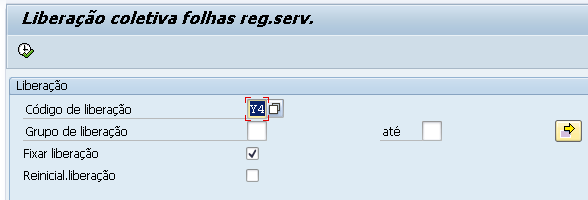 Liberação coletiva folhas reg.serv.
Liberação
Código de liberação Y4
Grupo de liberação até
Fixar liberação
Reinicial.liberação